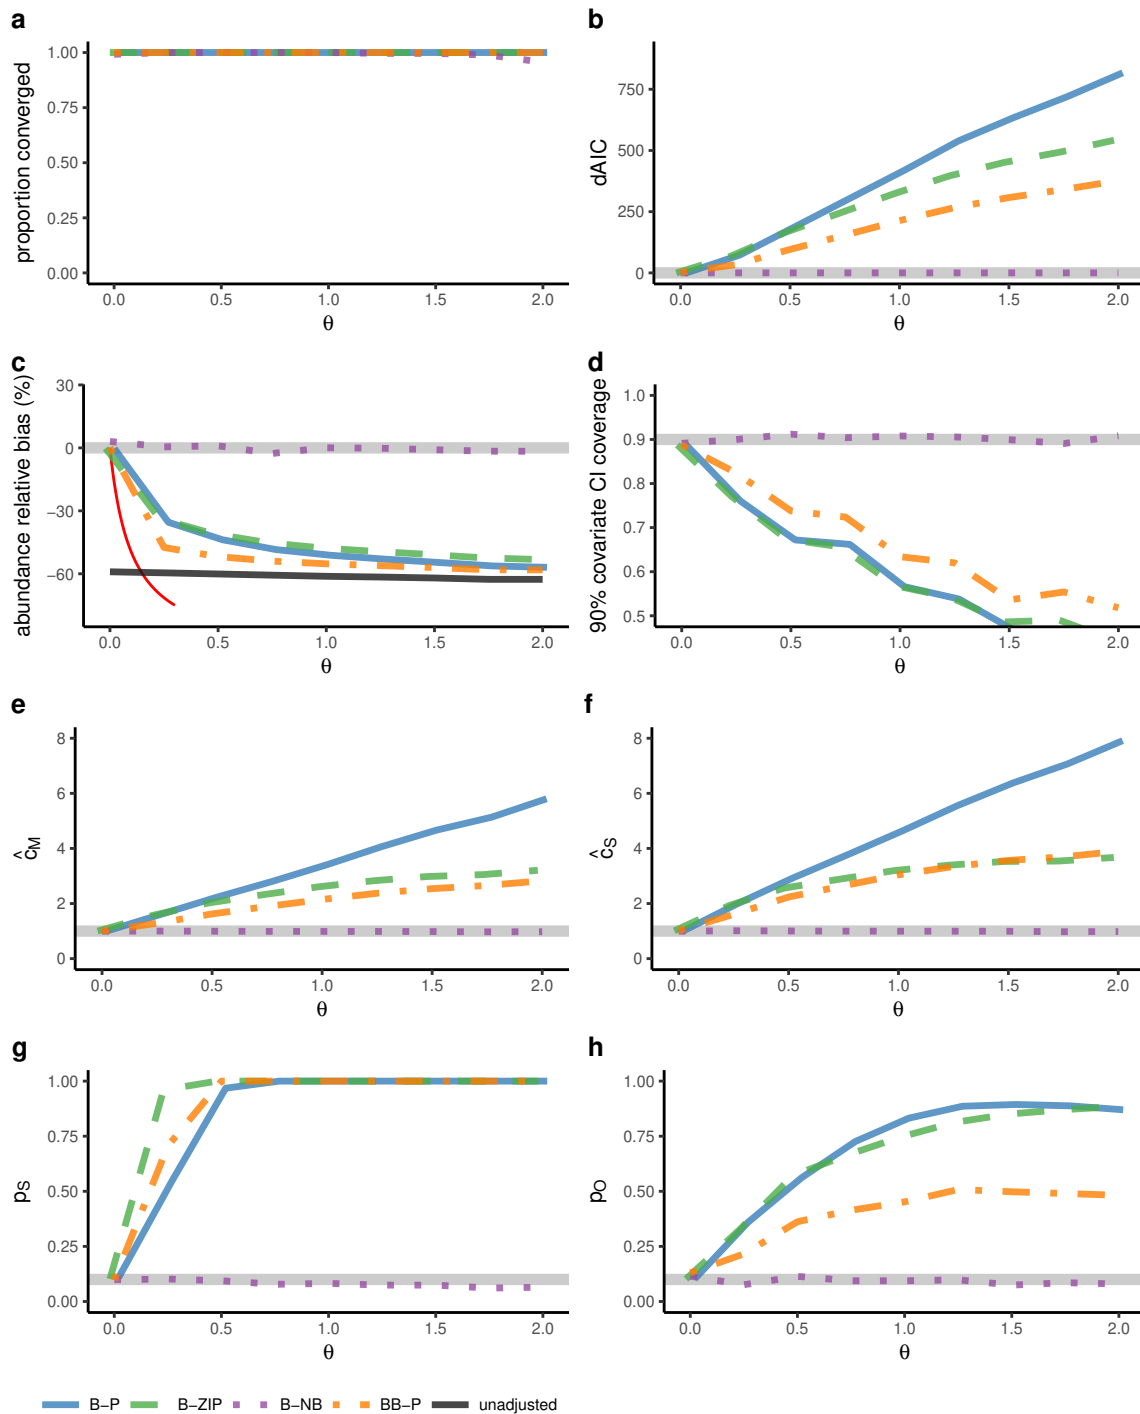 a
proportion converged
1.00
0.75
0.50
0.25
0.00
0.0 0.5 1.0 1.5 2.0
θ
b
dAIC
750
500
250
0
0.0 0.5 1.0 1.5 2.0
θ
c
abundance relative bias (%)
30
0
−30
−60
0.0 0.5 1.0 1.5 2.0
θ
d
90% covariate CI coverage
1.0
0.9
0.8
0.7
0.6
0.5
0.0 0.5 1.0 1.5 2.0
θ
e
ĉM
8
6
4
2
0
0.0 0.5 1.0 1.5 2.0
θ
f
ĉS
8
6
4
2
0
0.0 0.5 1.0 1.5 2.0
θ
g
pS
1.00
0.75
0.50
0.25
0.00
0.0 0.5 1.0 1.5 2.0
θ
h
pO
1.00
0.75
0.50
0.25
0.00
0.0 0.5 1.0 1.5 2.0
θ
B−P B−ZIP B−NB BB−P unadjusted